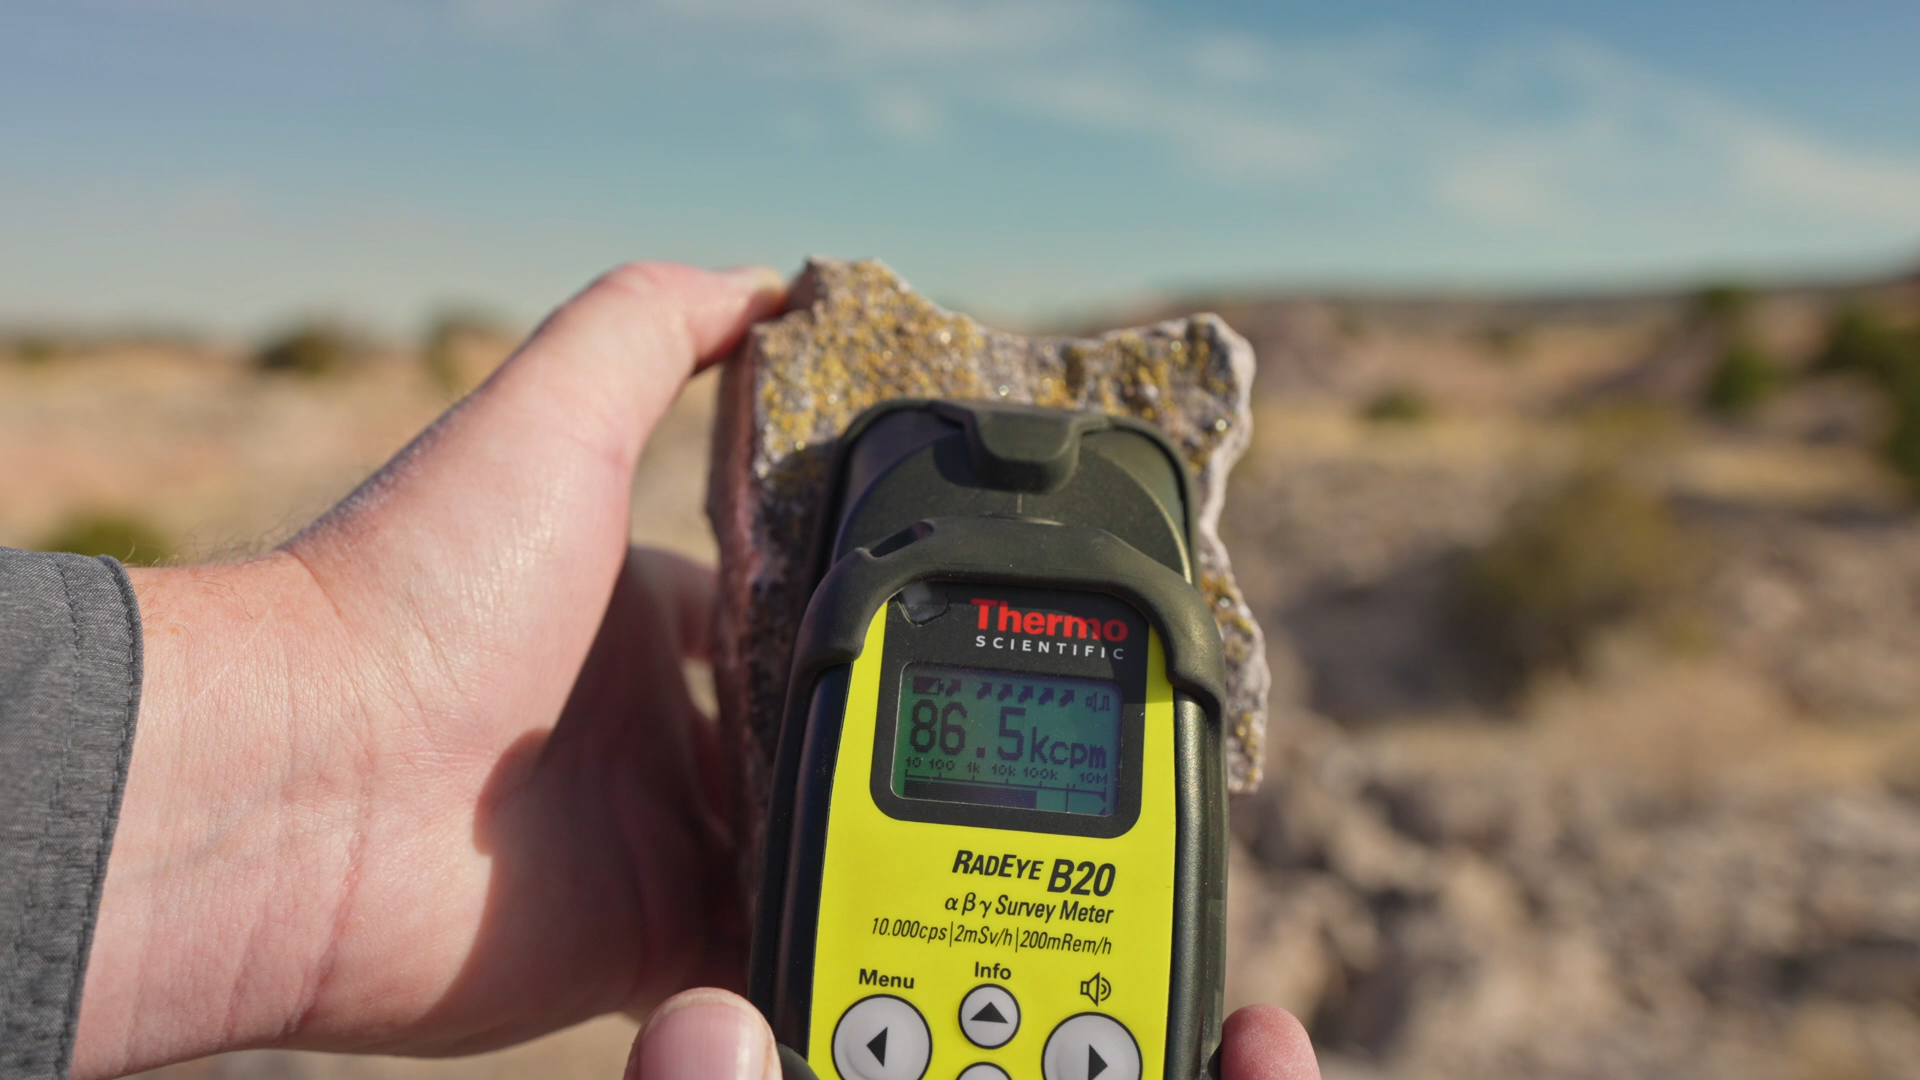 Thermo
SCIENTIFIC
86.5kcpm
10 100 1k 10k 100k 10M
RADEYE B20
α β γ Survey Meter
10.000cps|2mSv/h|200mRem/h
Info
Menu